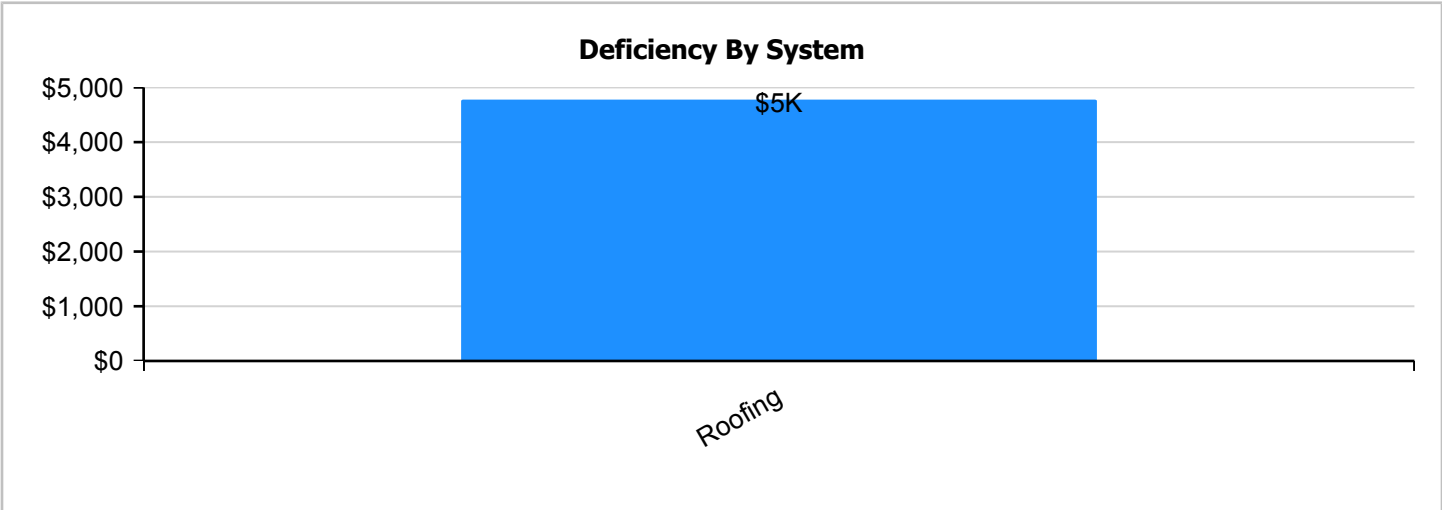 Deficiency By System
$5,000
$5K
$4,000
$3,000
$2,000
$1,000
$0
Roofing